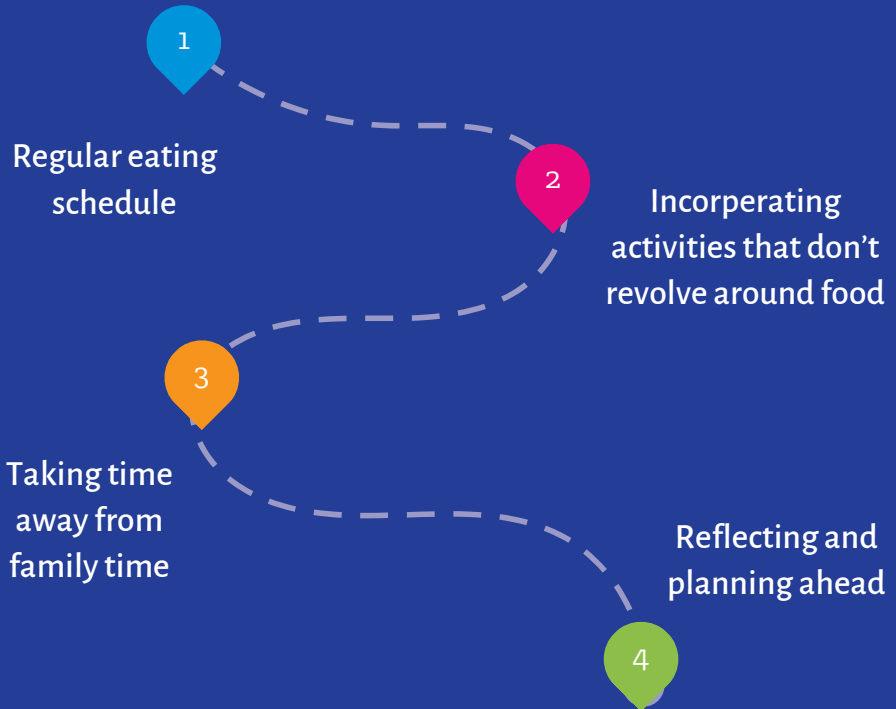 1
Regular eating
schedule
2
Incorperating
activities that don't
revolve around food
3
Taking time
away from
family time
Reflecting and
planning ahead
4